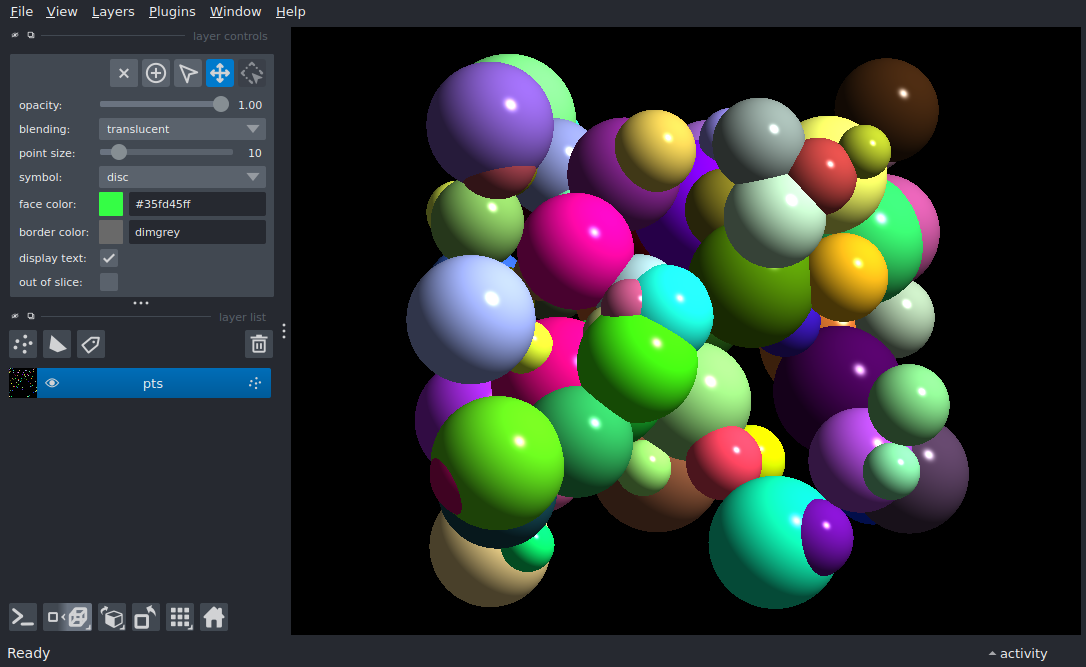 File View Layers Plugins Window Help
layer controls
opacity: 1.00
blending: translucent
point size: 10
symbol: disc
face color: #35fd45ff
border color: dimgrey
display text:
out of slice:
layer list
pts
Ready activity